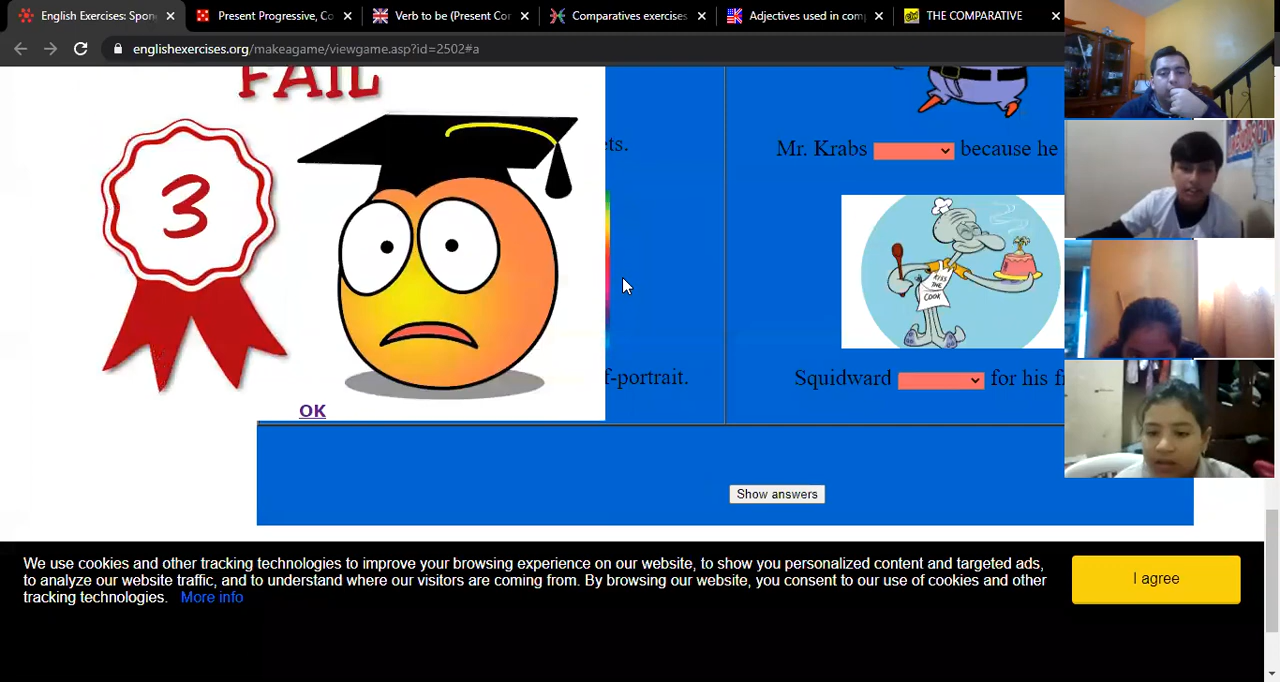 English Exercises: Spon
Present Progressive, Co
Verb to be (Present Cor
Comparatives exercises
Adjectives used in com
THE COMPARATIVE
englishexercises.org/makeagame/viewgame.asp?id=2502#a
FAIL
3
ets.
Mr. Krabs because he
KISS
THE
COOK
f-portrait.
Squidward for his fr
OK
Show answers
We use cookies and other tracking technologies to improve your browsing experience on our website, to show you personalized content and targeted ads,
to analyze our website traffic, and to understand where our visitors are coming from. By browsing our website, you consent to our use of cookies and other
tracking technologies. More info
I agree